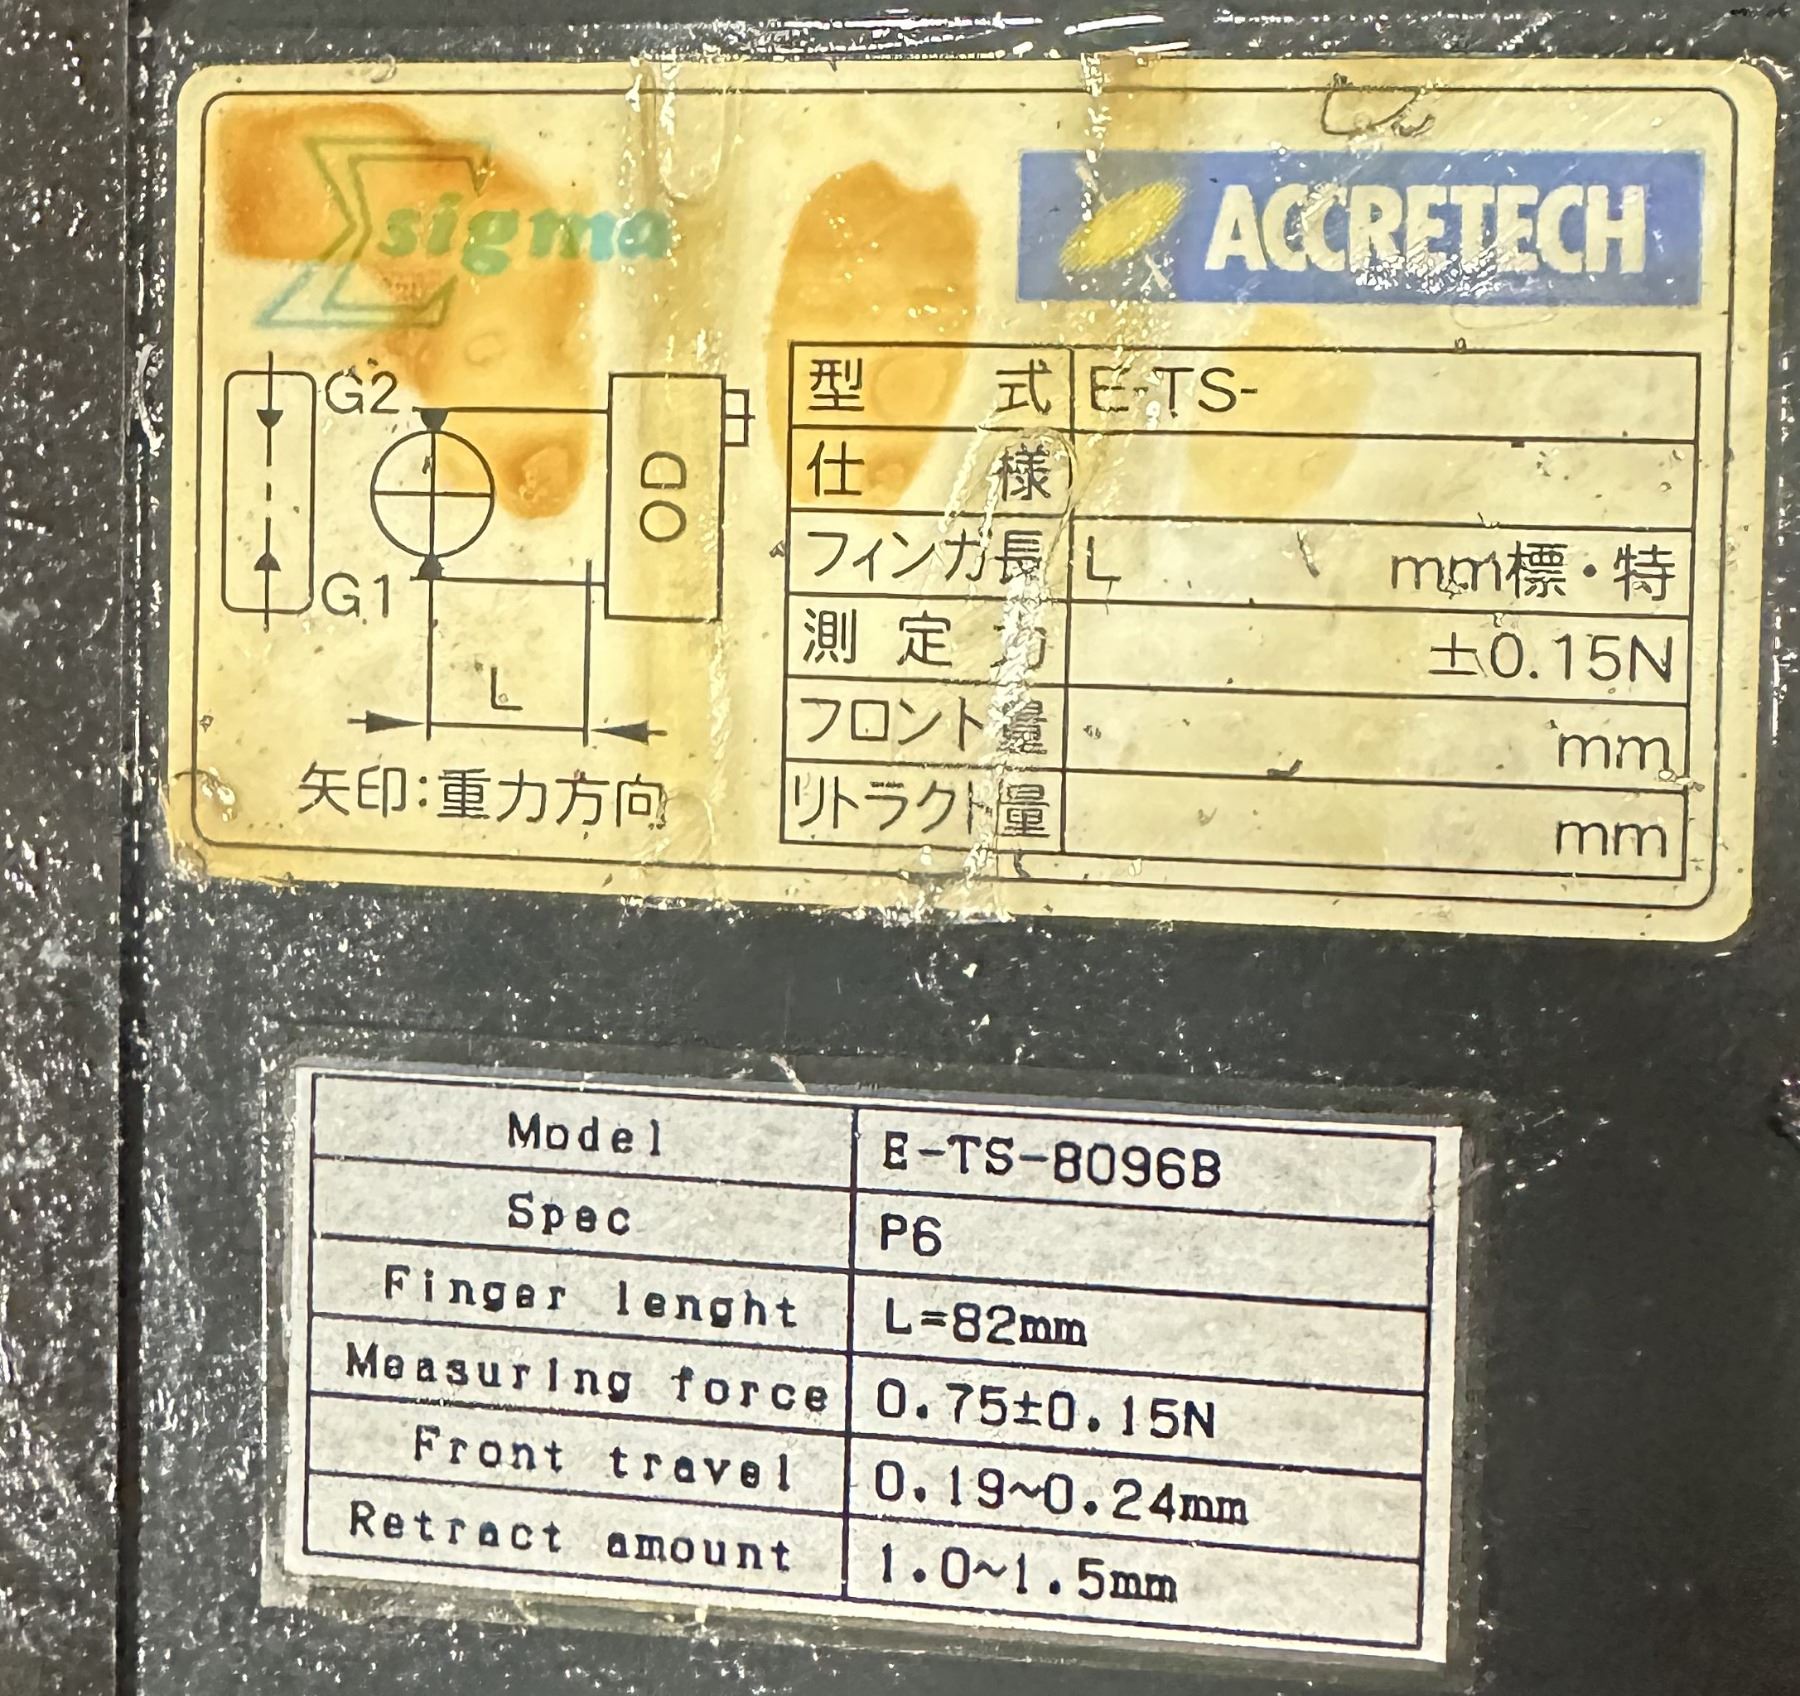 sigma
ACCRETECH
G2
G1
L
矢印:重力方向
型 式 E-TS-
仕 様
フィンガ長 L mm標・特
測 定 力 ±0.15N
フロント量 mm
リトラクト量 mm
Model E-TS-8096B
Spec P6
Finger lenght L=82mm
Measuring force 0.75±0.15N
Front travel 0.19~0.24mm
Retract amount 1.0~1.5mm